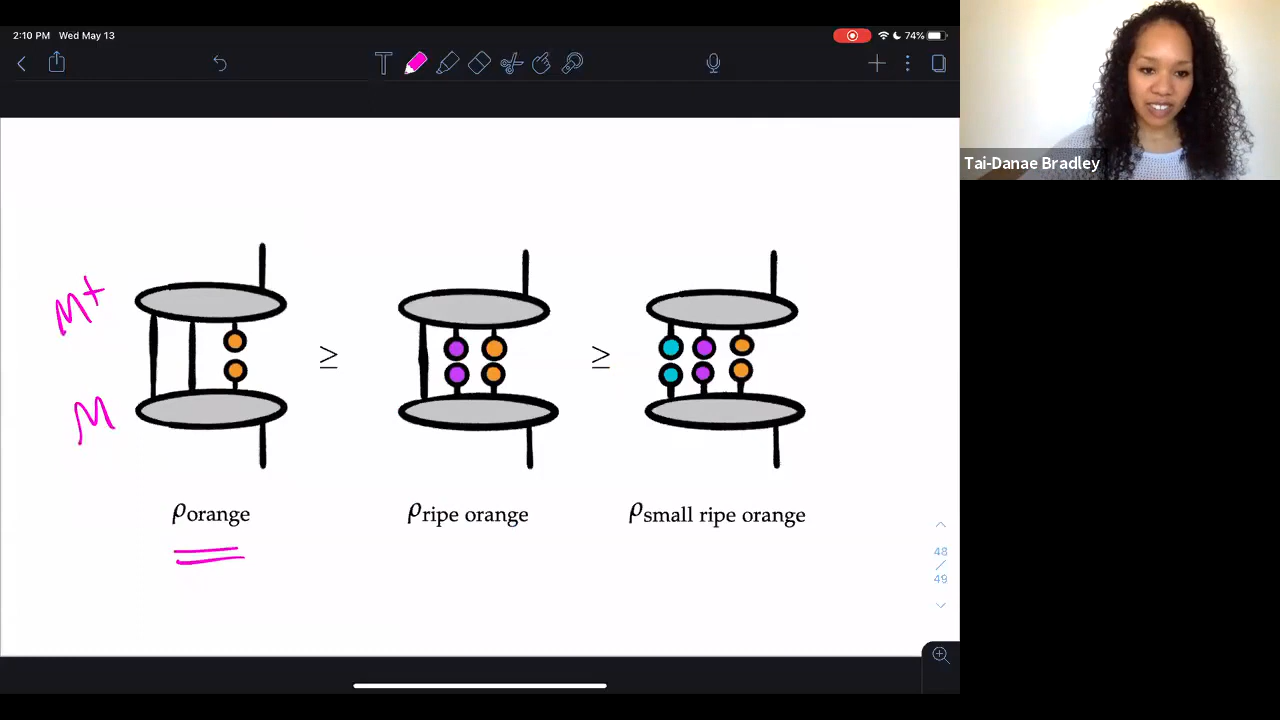 2:10 PM Wed May 13
74%
T
Tai-Danae Bradley
M†
≥ ≥
M
ρorange ρripe orange ρsmall ripe orange
48
/
49